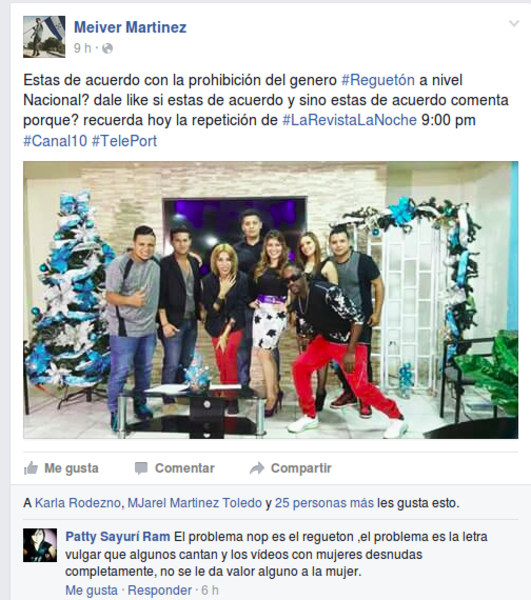 Meiver Martinez
9 h ·
Estas de acuerdo con la prohibición del genero #Reguetón a nivel
Nacional? dale like si estas de acuerdo y sino estas de acuerdo comenta
porque? recuerda hoy la repetición de #LaRevistaLaNoche 9:00 pm
#Canal10 #TelePort
Me gusta Comentar Compartir
A Karla Rodezno, MJarel Martinez Toledo y 25 personas más les gusta esto.
Patty Sayurí Ram El problema nop es el regueton ,el problema es la letra
vulgar que algunos cantan y los vídeos con mujeres desnudas
completamente, no se le da valor alguno a la mujer.
Me gusta · Responder · 6 h